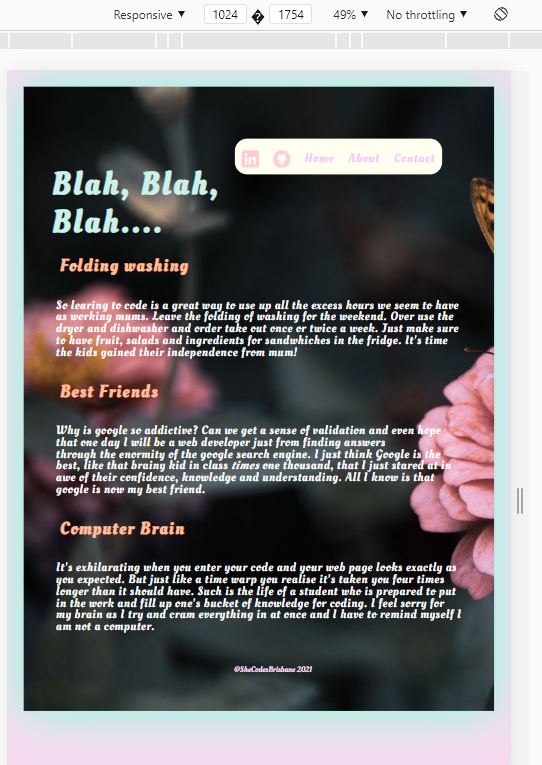 Responsive
1024
1754
49%
No throttling
in
Home About Contact
Blah, Blah,
Blah....
Folding washing
So learing to code is a great way to use up all the excess hours we seem to have
as working mums. Leave the folding of washing for the weekend. Over use the
dryer and dishwasher and order take out once or twice a week. Just make sure
to have fruit, salads and ingredients for sandwhiches in the fridge. It's time
the kids gained their independence from mum!
Best Friends
Why is google so addictive? Can we get a sense of validation and even hope
that one day I will be a web developer just from finding answers
through the enormity of the google search engine. I just think Google is the
best, like that brainy kid in class times one thousand, that I just stared at in
awe of their confidence, knowledge and understanding. All I know is that
google is now my best friend.
Computer Brain
It's exhilarating when you enter your code and your web page looks exactly as
you expected. But just like a time warp you realise it's taken you four times
longer than it should have. Such is the life of a student who is prepared to put
in the work and fill up one's bucket of knowledge for coding. I feel sorry for
my brain as I try and cram everything in at once and I have to remind myself I
am not a computer.
@SheCodesBrisbane 2021